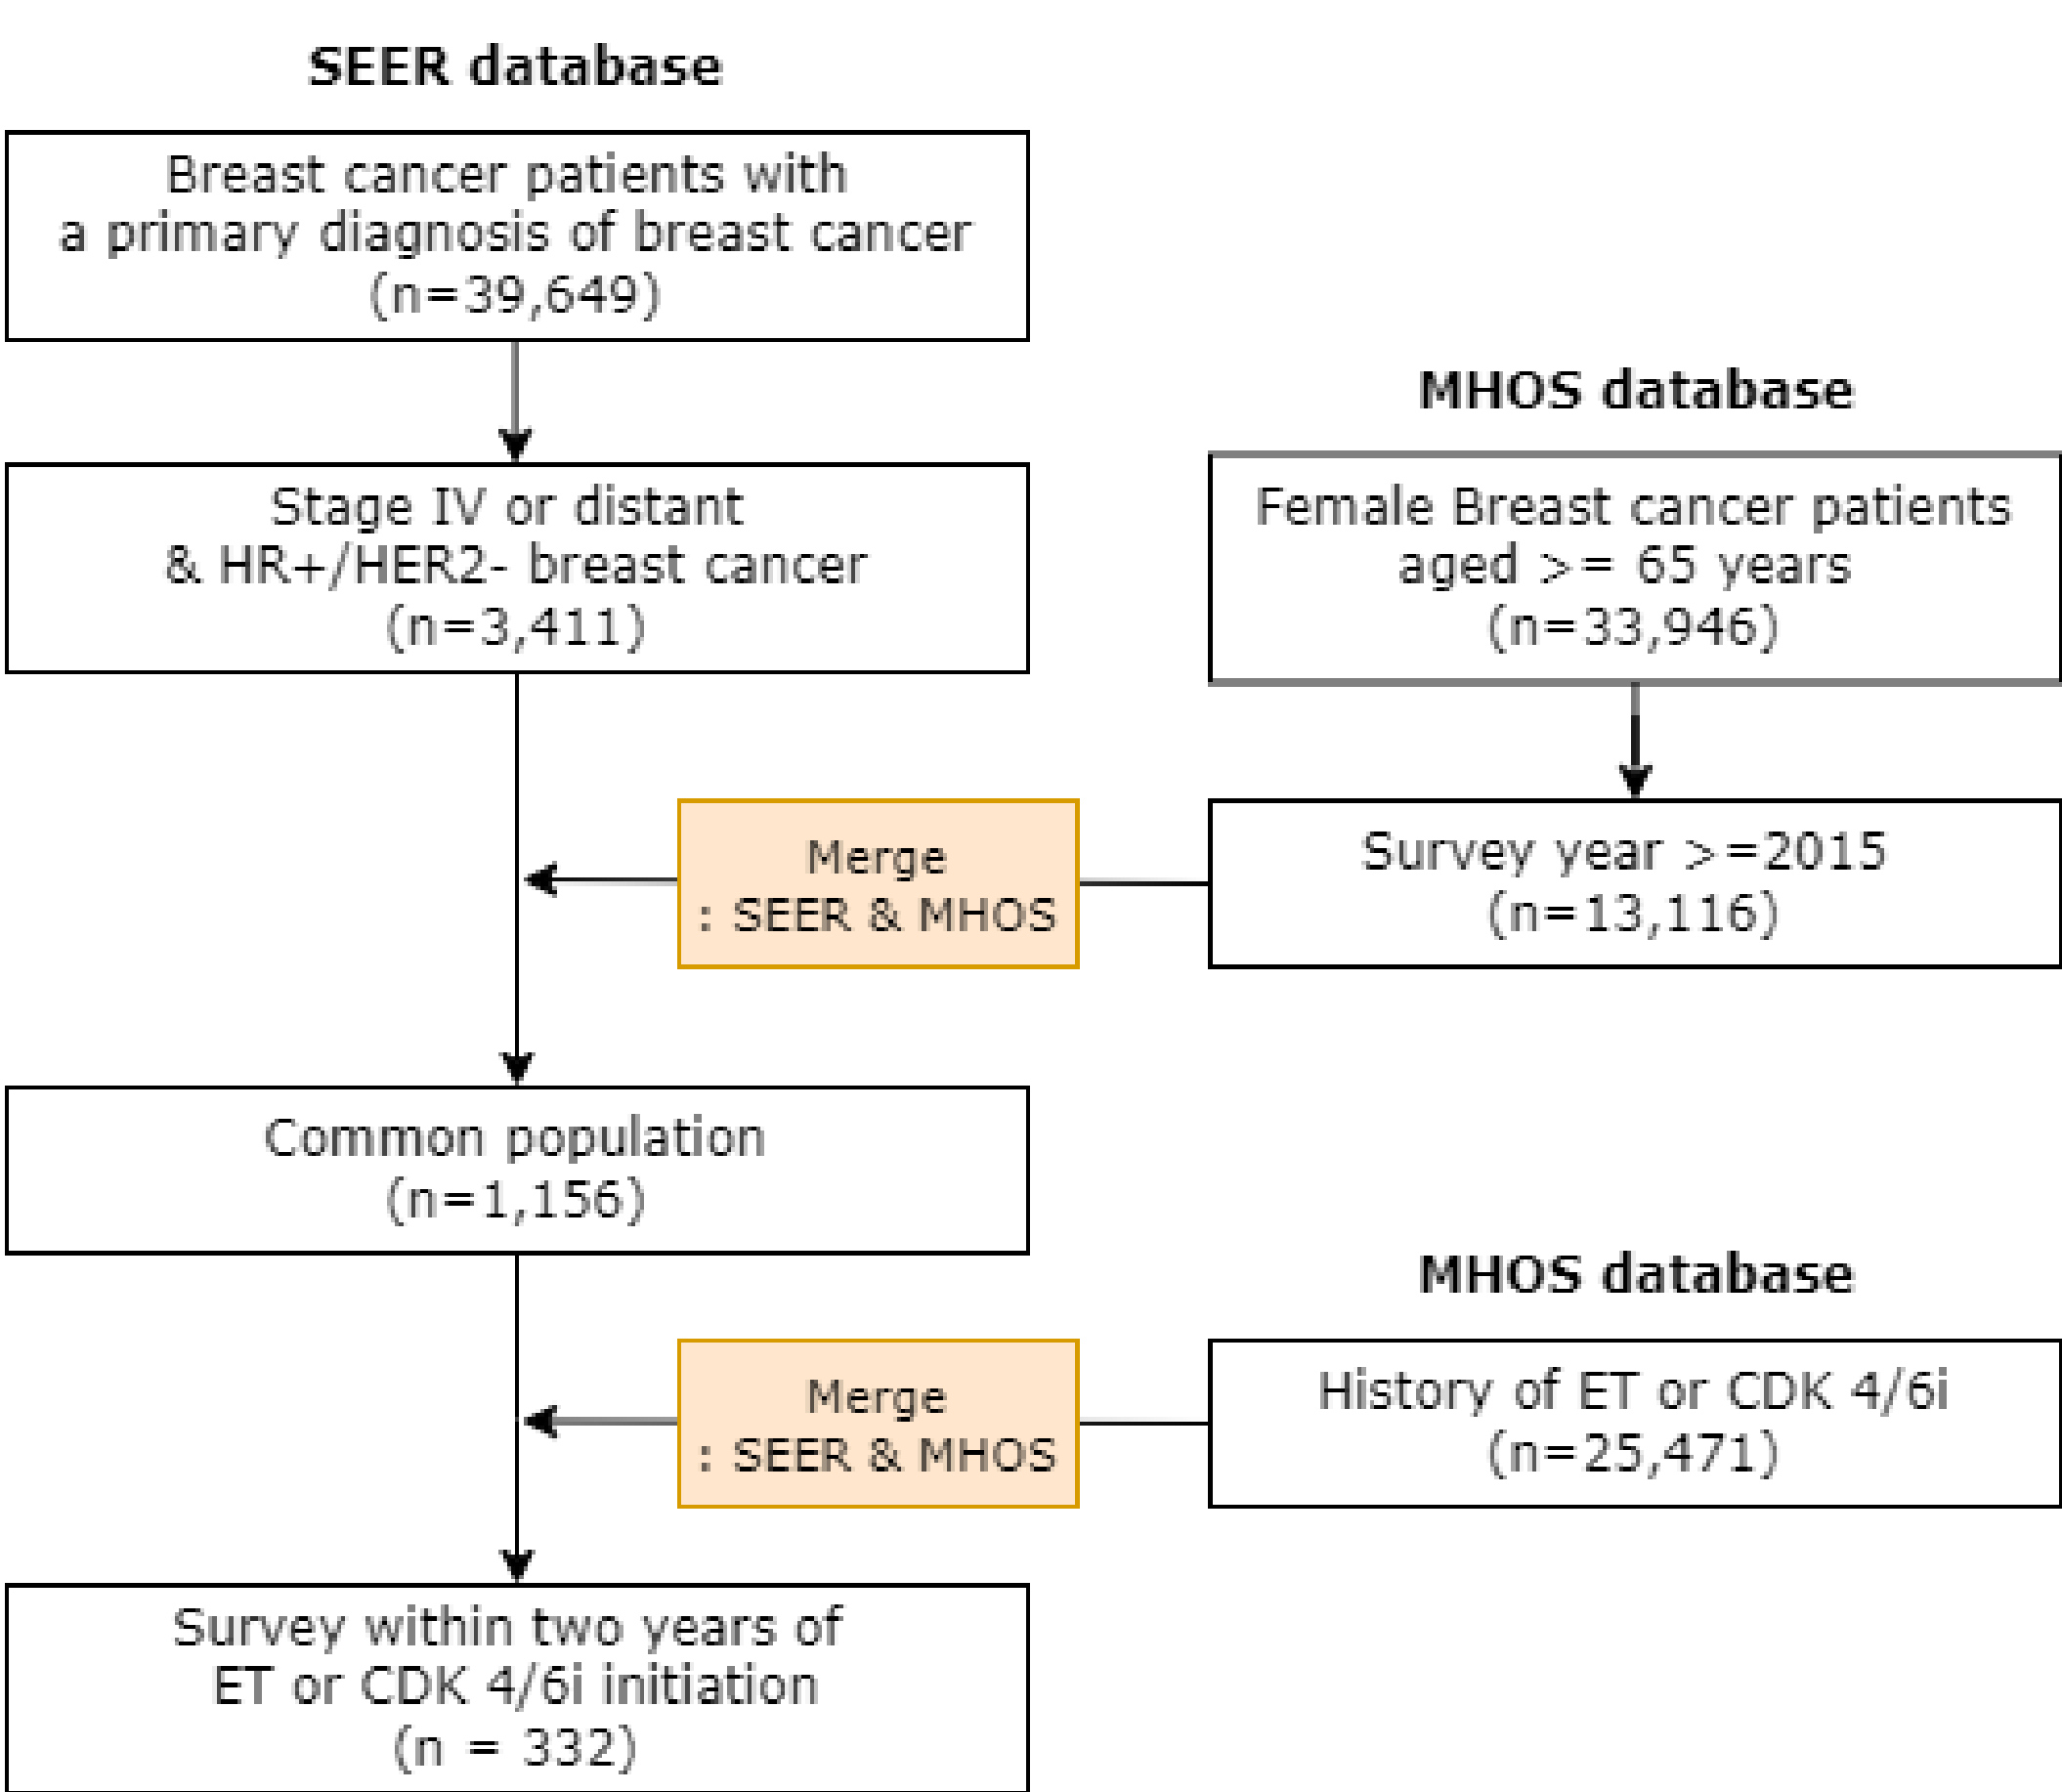 SEER database
Breast cancer patients with
a primary diagnosis of breast cancer
(n=39,649)
Stage IV or distant
& HR+/HER2- breast cancer
(n=3,411)
MHOS database
Female Breast cancer patients
aged >= 65 years
(n=33,946)
Survey year >=2015
(n=13,116)
Merge
: SEER & MHOS
Common population
(n=1,156)
MHOS database
History of ET or CDK 4/6i
(n=25,471)
Merge
: SEER & MHOS
Survey within two years of
ET or CDK 4/6i initiation
(n = 332)